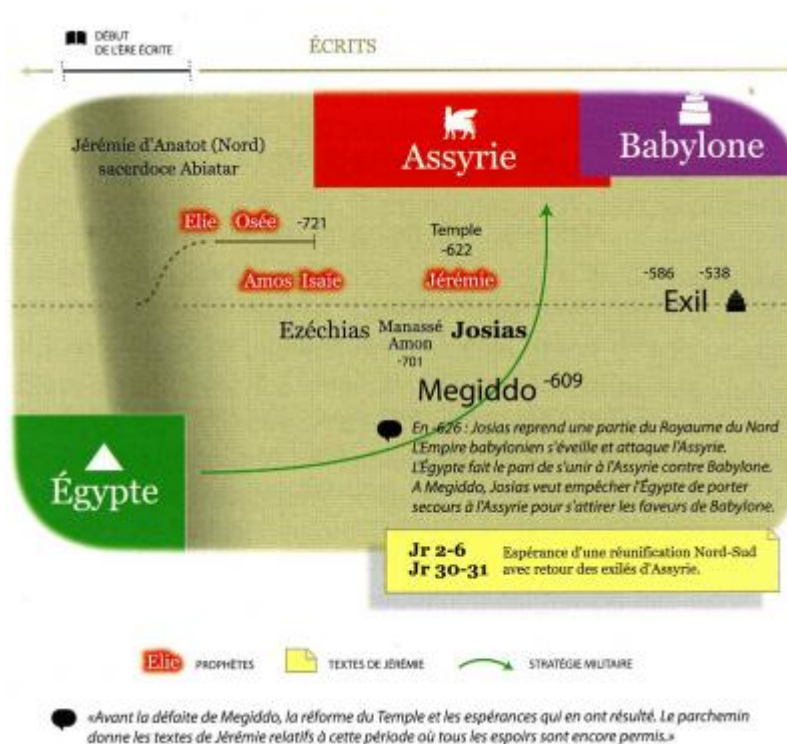 DÉBUT
DE L'ÈRE ÉCRITE
ÉCRITS
Jérémie d'Anatot (Nord)
sacerdoce Abiatar
Assyrie
Babylone
Elie Osée -721
Temple
-622
Amos Isaïe
Jérémie
-586 -538
Exil
Ezéchias
Manassé
Amon
-701
Josias
Megiddo -609
En -626 : Josias reprend une partie du Royaume du Nord
L'Empire babylonien s'éveille et attaque l'Assyrie.
L'Égypte fait le pari de s'unir à l'Assyrie contre Babylone.
A Megiddo, Josias veut empêcher l'Égypte de porter
secours à l'Assyrie pour s'attirer les faveurs de Babylone.
Égypte
Jr 2-6
Jr 30-31
Espérance d'une réunification Nord-Sud
avec retour des exilés d'Assyrie.
Elie PROPHÈTES
TEXTES DE JÉRÉMIE
STRATÉGIE MILITAIRE
«Avant la défaite de Megiddo, la réforme du Temple et les espérances qui en ont résulté. Le parchemin
donne les textes de Jérémie relatifs à cette période où tous les espoirs sont encore permis.»